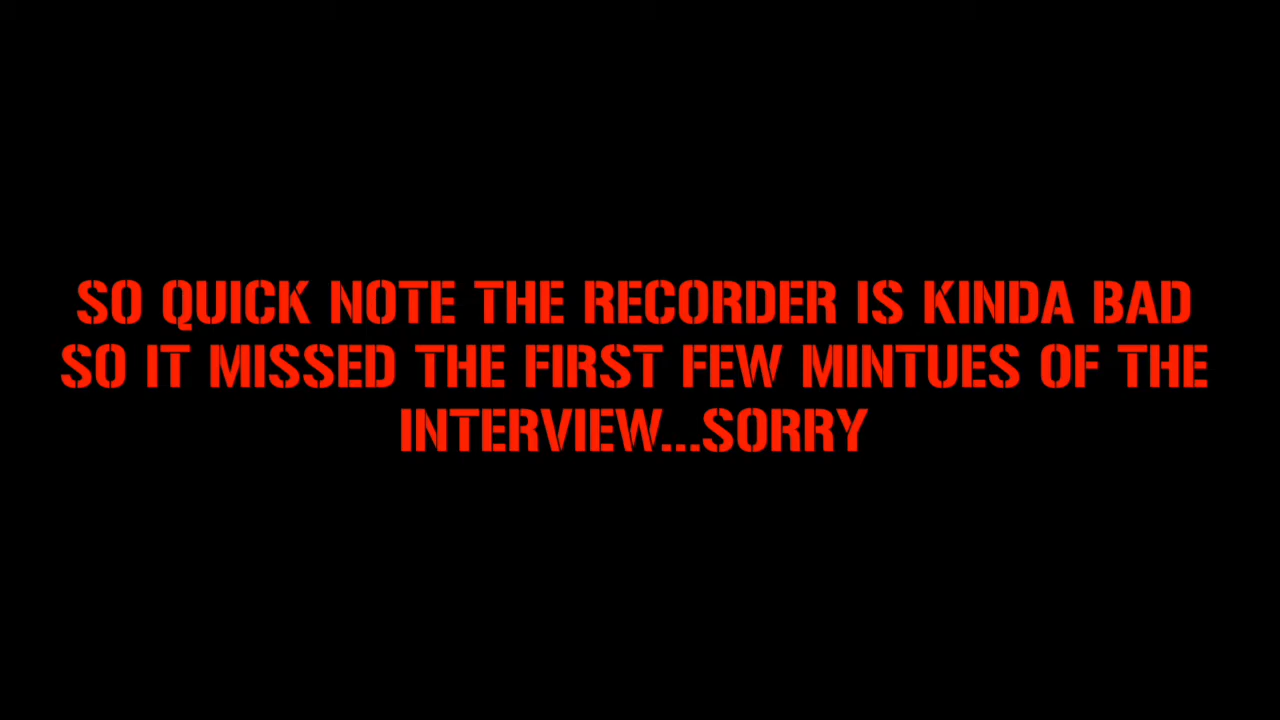 SO QUICK NOTE THE RECORDER IS KINDA BAD
SO IT MISSED THE FIRST FEW MINTUES OF THE
INTERVIEW...SORRY